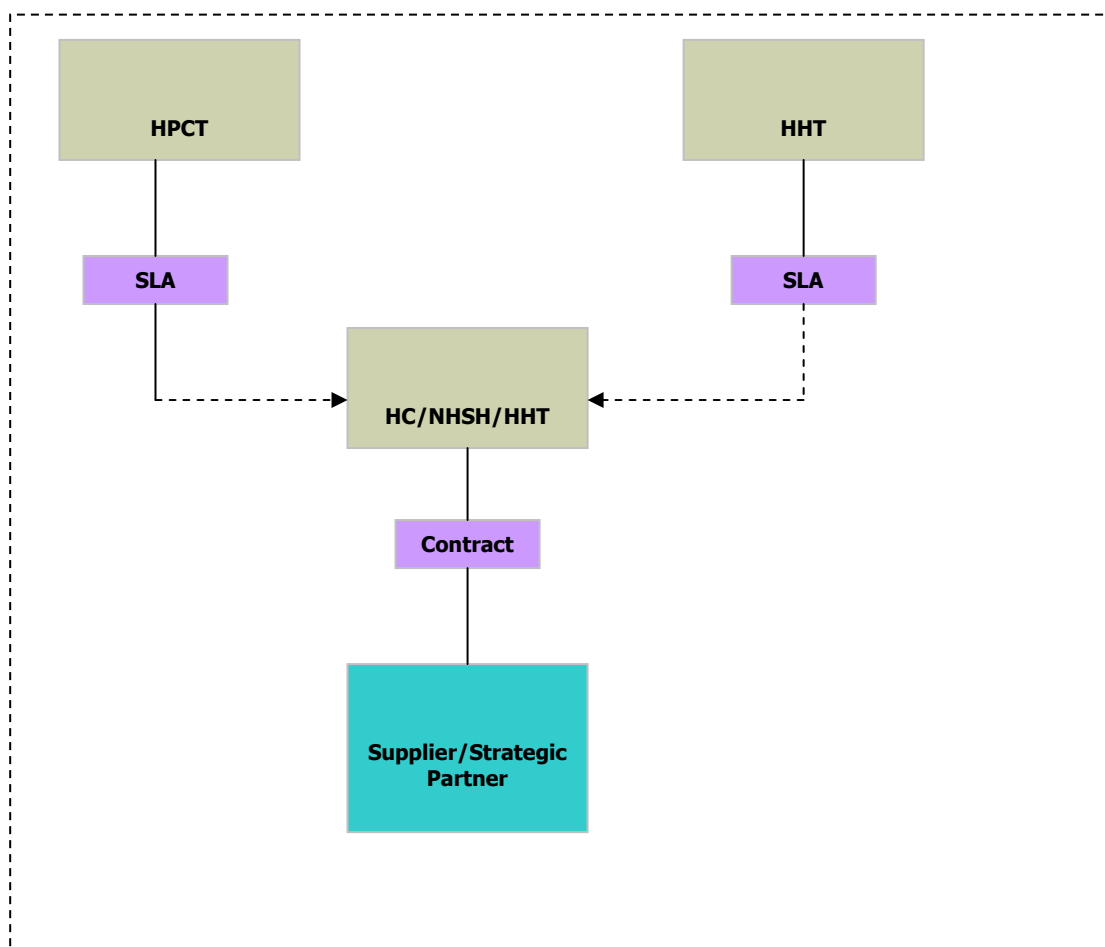 HPCT
HHT
SLA
SLA
HC/NHSH/HHT
Contract
Supplier/Strategic
Partner